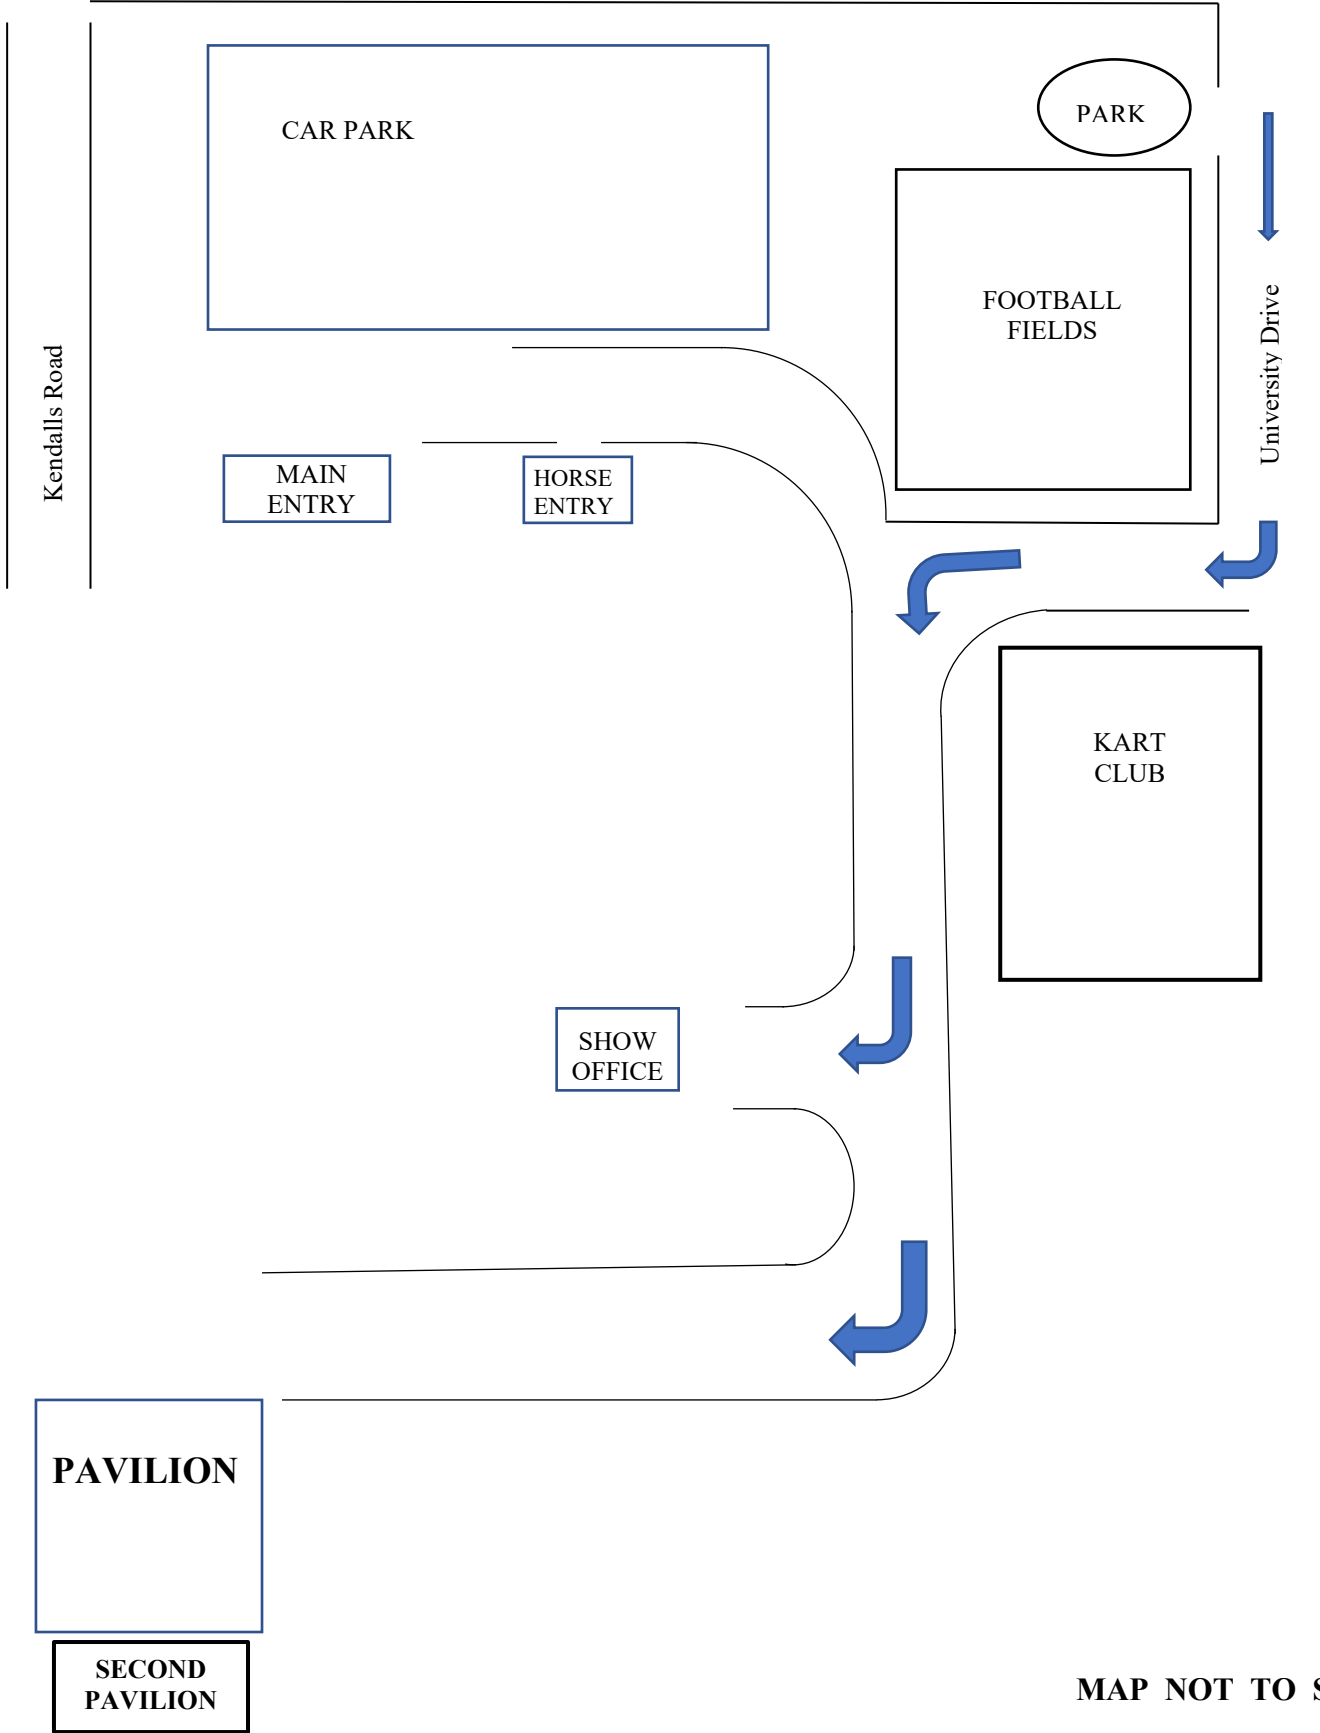 CAR PARK
PARK
FOOTBALL
FIELDS
University Drive
Kendalls Road
MAIN
ENTRY
HORSE
ENTRY
KART
CLUB
SHOW
OFFICE
PAVILION
SECOND
PAVILION
MAP NOT TO